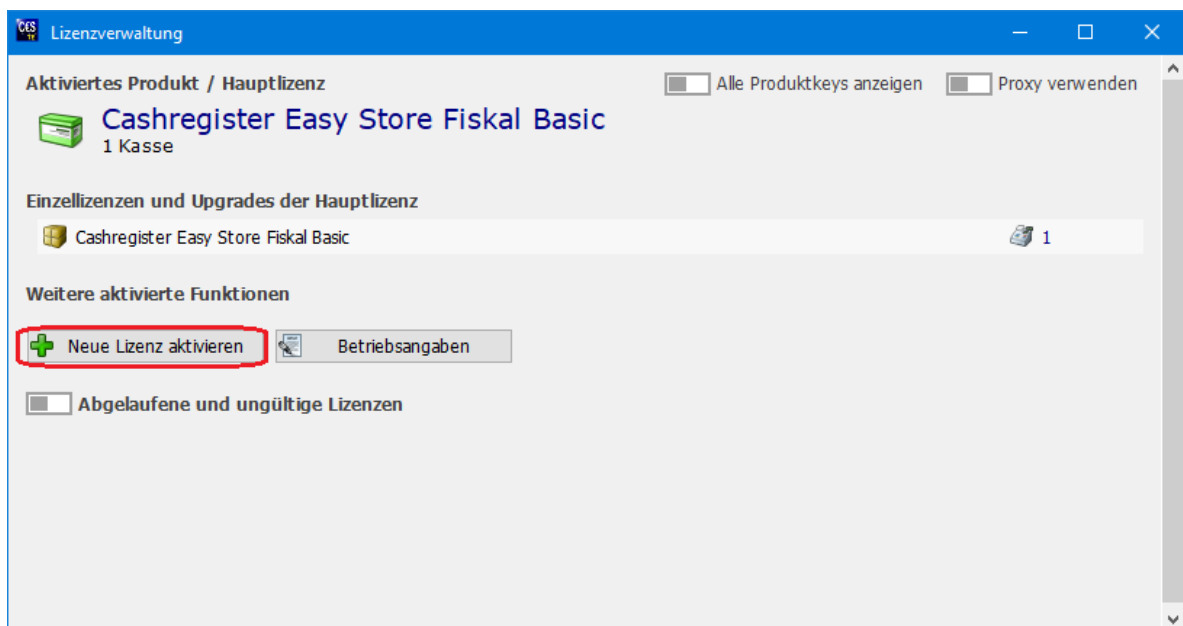 CES
Lizenzverwaltung
Aktiviertes Produkt / Hauptlizenz
Alle Produktkeys anzeigen
Proxy verwenden
Cashregister Easy Store Fiskal Basic
1 Kasse
Einzellizenzen und Upgrades der Hauptlizenz
Cashregister Easy Store Fiskal Basic 1
Weitere aktivierte Funktionen
Neue Lizenz aktivieren
Betriebsangaben
Abgelaufene und ungültige Lizenzen